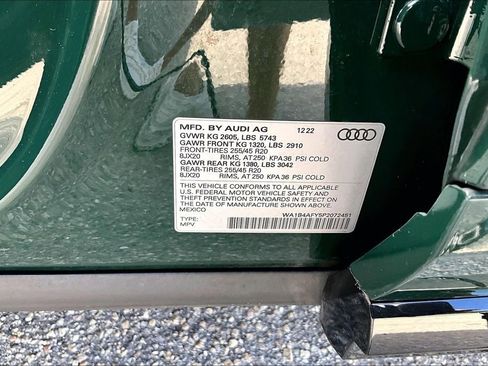 MFD. BY AUDI AG 12 22
GVWR KG 2605, LBS 5743
GAWR FRONT KG 1320, LBS 2910
FRONT-TIRES 255/45 R20
8JX20 RIMS, AT 250 KPA 36 PSI COLD
GAWR REAR KG 1380, LBS 3042
REAR-TIRES 255/45 R20
8JX20 RIMS, AT 250 KPA 36 PSI COLD
THIS VEHICLE CONFORMS TO ALL APPLICABLE
U.S. FEDERAL MOTOR VEHICLE SAFETY AND
THEFT PREVENTION STANDARDS IN EFFECT
ON THE DATE OF MANUFACTURE SHOWN ABOVE.
MEXICO
WA1B4AFY5P2072451
TYPE:
MPV